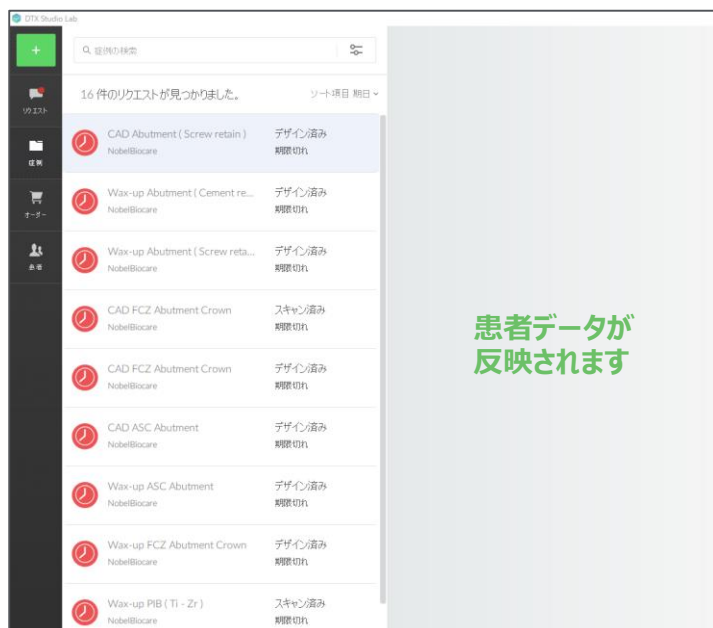 DTX Studio Lab
+
症例の検索
リクエスト
16 件のリクエストが見つかりました。 ソート項目 期日
症例
CAD Abutment ( Screw retain ) デザイン済み
NobelBiocare 期限切れ
オーダー
Wax-up Abutment ( Cement re... デザイン済み
NobelBiocare 期限切れ
患者
Wax-up Abutment ( Screw reta... デザイン済み
NobelBiocare 期限切れ
CAD FCZ Abutment Crown スキャン済み
NobelBiocare 期限切れ
患者データが
反映されます
CAD FCZ Abutment Crown デザイン済み
NobelBiocare 期限切れ
CAD ASC Abutment デザイン済み
NobelBiocare 期限切れ
Wax-up ASC Abutment デザイン済み
NobelBiocare 期限切れ
Wax-up FCZ Abutment Crown デザイン済み
NobelBiocare 期限切れ
Wax-up PIB ( Ti - Zr ) スキャン済み
NobelBiocare 期限切れ